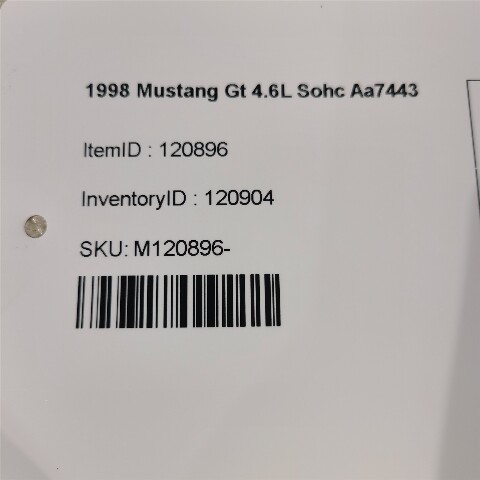 1998 Mustang Gt 4.6L Sohc Aa7443
ItemID : 120896
InventoryID : 120904
SKU: M120896-